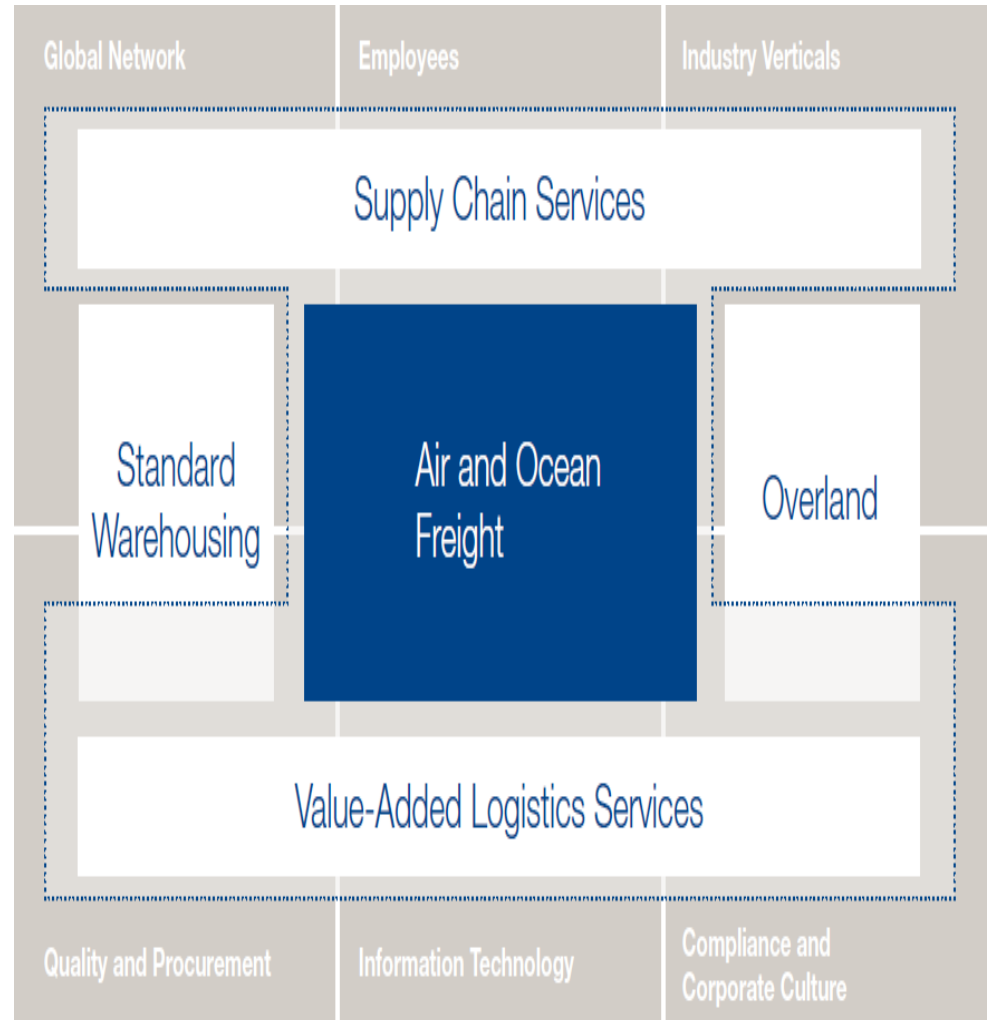 Global Network
Employees
Industry Verticals
Supply Chain Services
Standard
Warehousing
Air and Ocean
Freight
Overland
Value-Added Logistics Services
Quality and Procurement
Information Technology
Compliance and
Corporate Culture